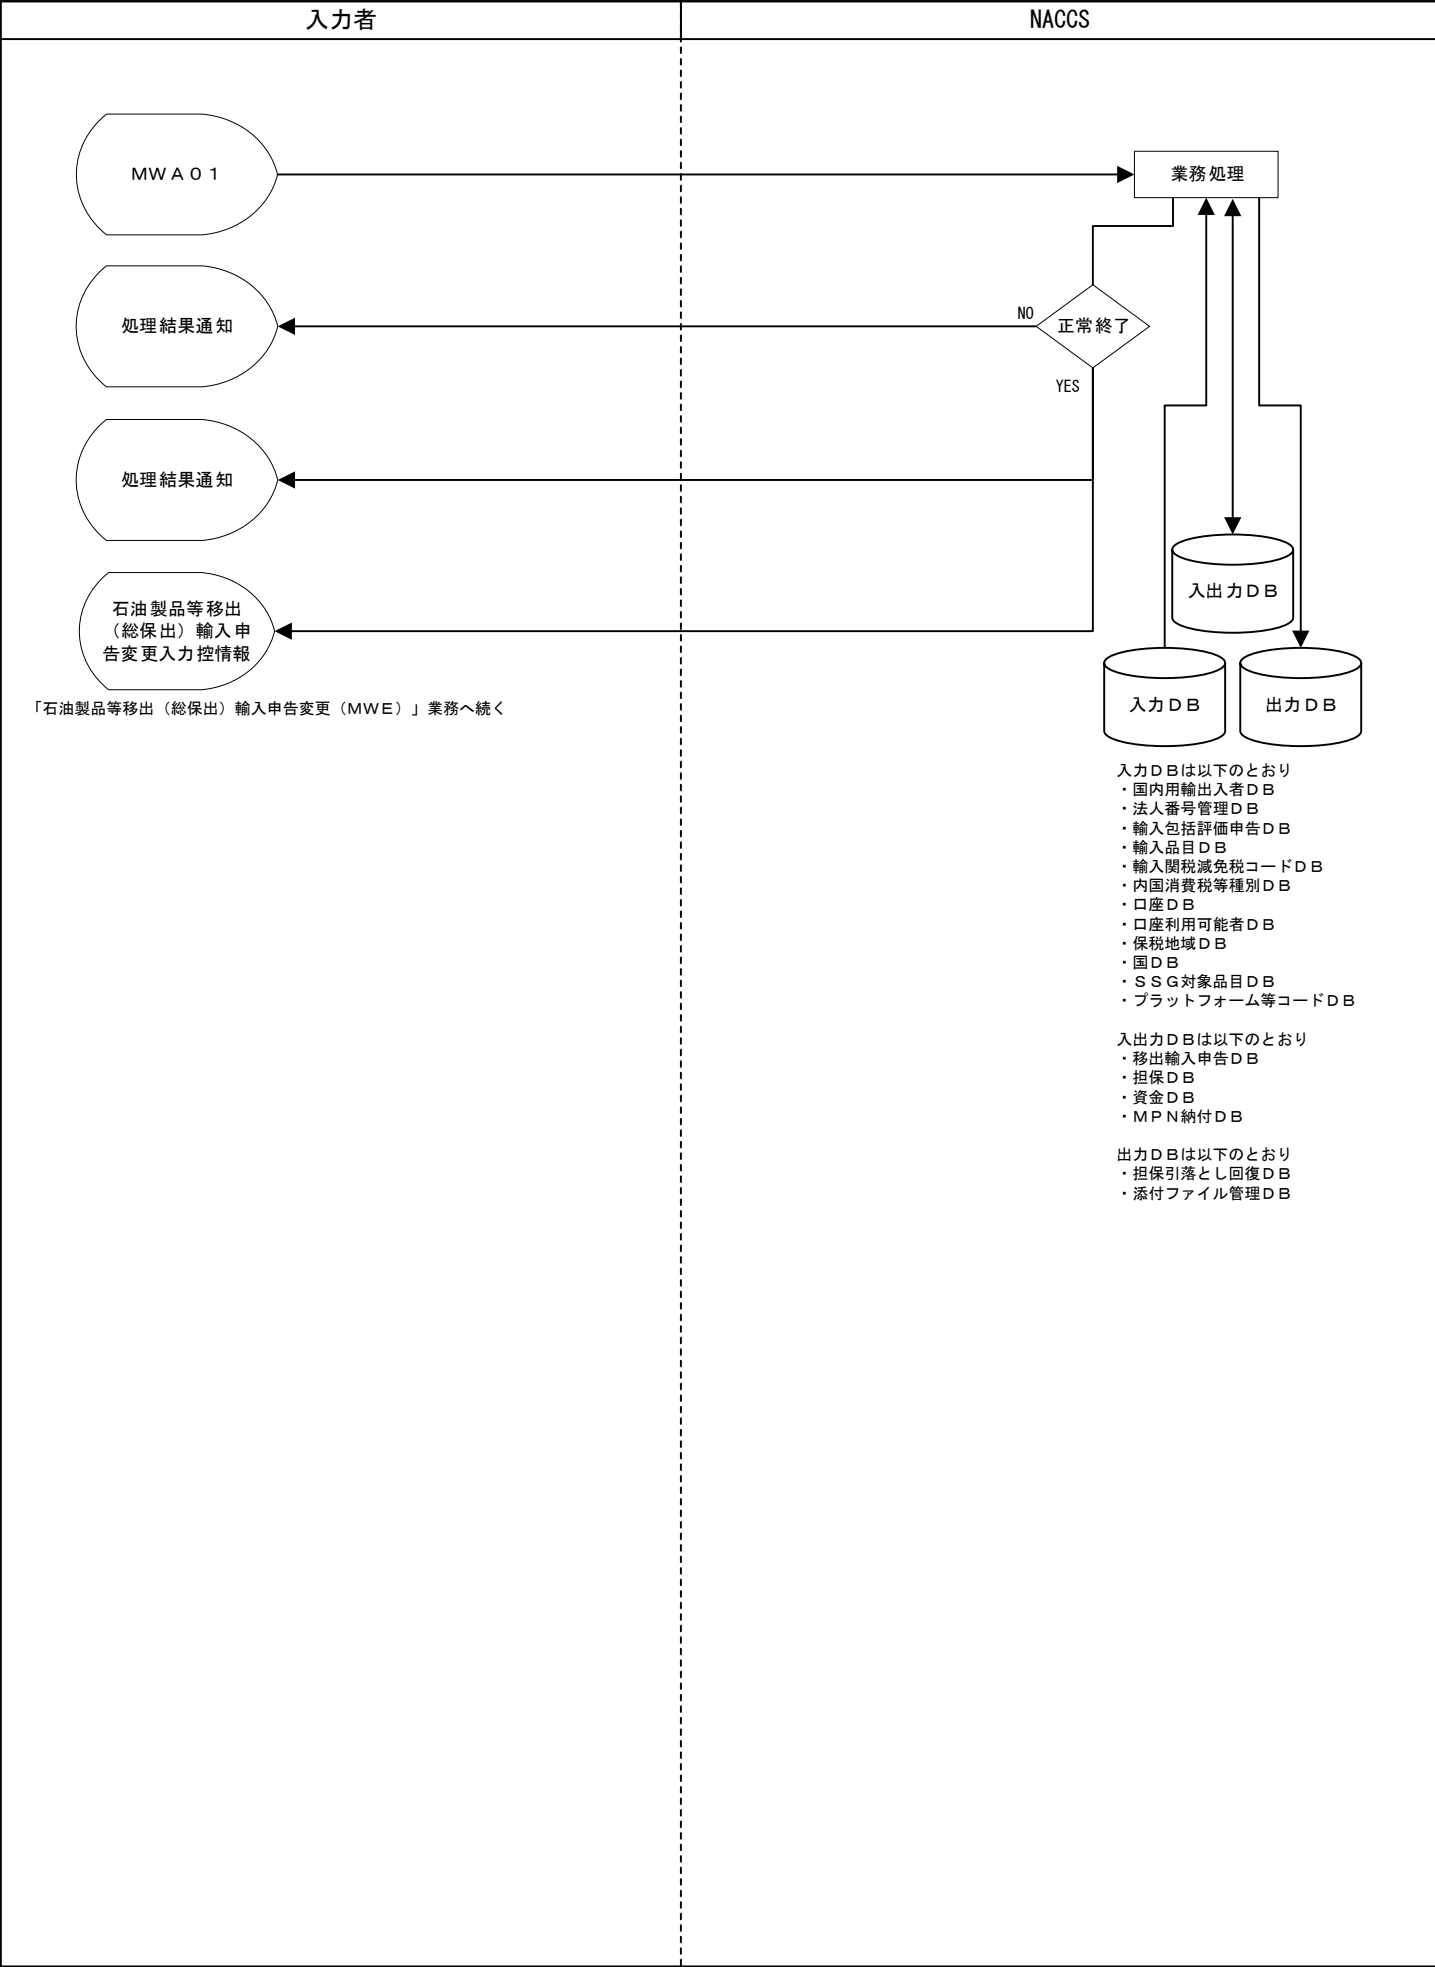 入力者
NACCS
ＭＷＡ０１
業務処理
処理結果通知
NO
正常終了
YES
処理結果通知
石油製品等移出
（総保出）輸入申
告変更入力控情報
「石油製品等移出（総保出）輸入申告変更（ＭＷＥ）」業務へ続く
入出力ＤＢ
入力ＤＢ
出力ＤＢ
入力ＤＢは以下のとおり
・国内用輸出入者ＤＢ
・法人番号管理ＤＢ
・輸入包括評価申告ＤＢ
・輸入品目ＤＢ
・輸入関税減免税コードＤＢ
・内国消費税等種別ＤＢ
・口座ＤＢ
・口座利用可能者ＤＢ
・保税地域ＤＢ
・国ＤＢ
・ＳＳＧ対象品目ＤＢ
・プラットフォーム等コードＤＢ
入出力ＤＢは以下のとおり
・移出輸入申告ＤＢ
・担保ＤＢ
・資金ＤＢ
・ＭＰＮ納付ＤＢ
出力ＤＢは以下のとおり
・担保引落とし回復ＤＢ
・添付ファイル管理ＤＢ